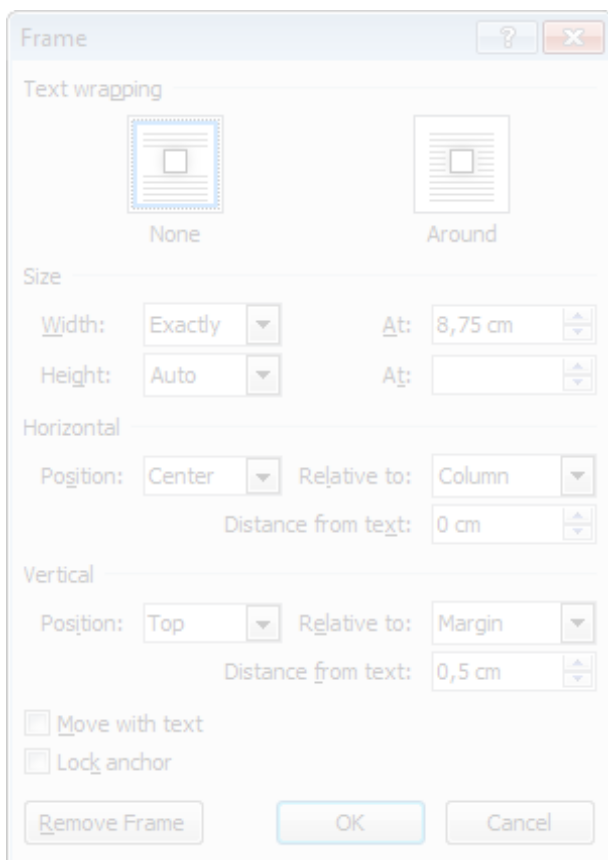 Frame
Text wrapping
None Around
Size
Width: Exactly At: 8,75 cm
Height: Auto At:
Horizontal
Position: Center Relative to: Column
Distance from text: 0 cm
Vertical
Position: Top Relative to: Margin
Distance from text: 0,5 cm
Move with text
Lock anchor
Remove Frame OK Cancel